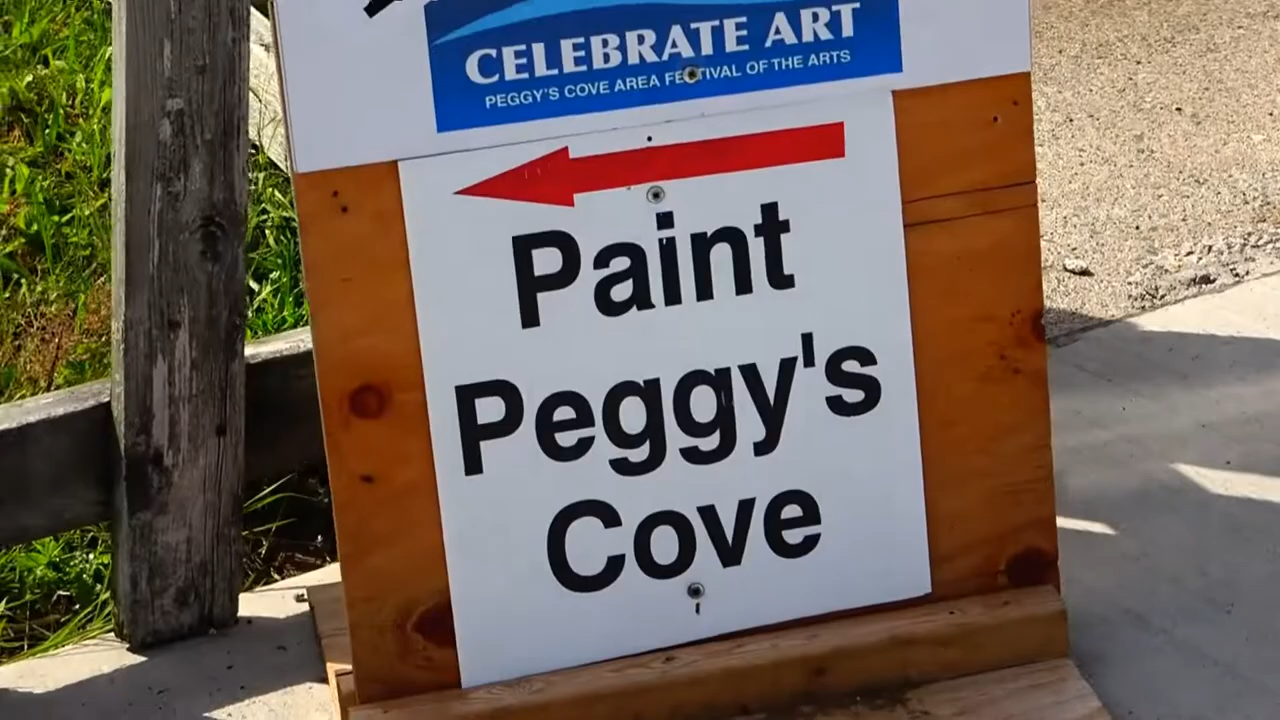 CELEBRATE ART
PEGGY'S COVE AREA FESTIVAL OF THE ARTS
Paint
Peggy's
Cove